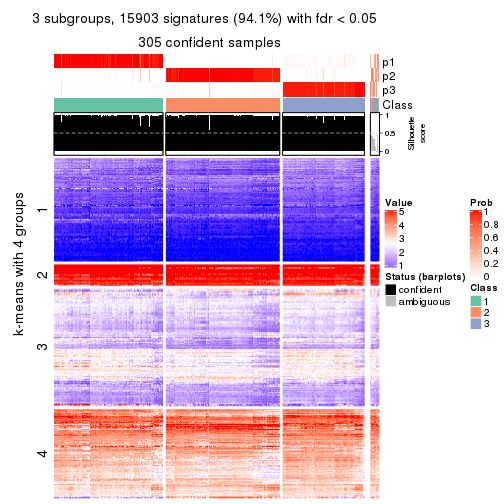 3 subgroups, 15903 signatures (94.1%) with fdr < 0.05
305 confident samples
p1
p2
p3
Class
1
0.5
0
Silhouette
score
k-means with 4 groups
1
2
3
4
Value
5
4
3
2
1
Status (barplots)
confident
ambiguous
Prob
1
0.8
0.6
0.4
0.2
0
Class
1
2
3